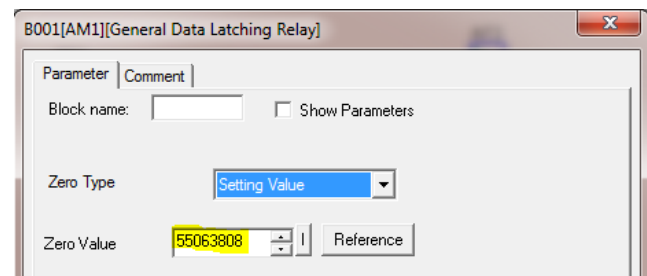 B001[AM1][General Data Latching Relay]
Parameter Comment
Block name: Show Parameters
Zero Type Setting Value
Zero Value 55063808 I Reference